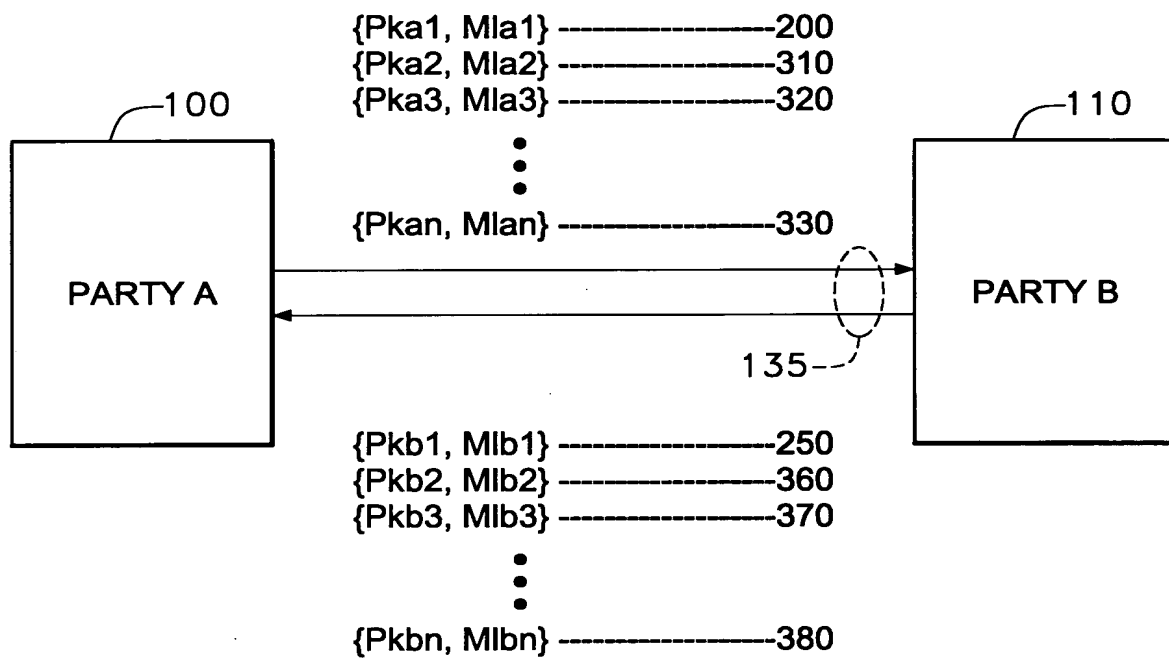 {Pka1, Mla1} ---------------------200
{Pka2, Mla2} ---------------------310
{Pka3, Mla3} ---------------------320
100
110
{Pkan, Mlan} ---------------------330
PARTY A
PARTY B
135
{Pkb1, Mlb1} ---------------------250
{Pkb2, Mlb2} ---------------------360
{Pkb3, Mlb3} ---------------------370
{Pkbn, Mlbn} ---------------------380